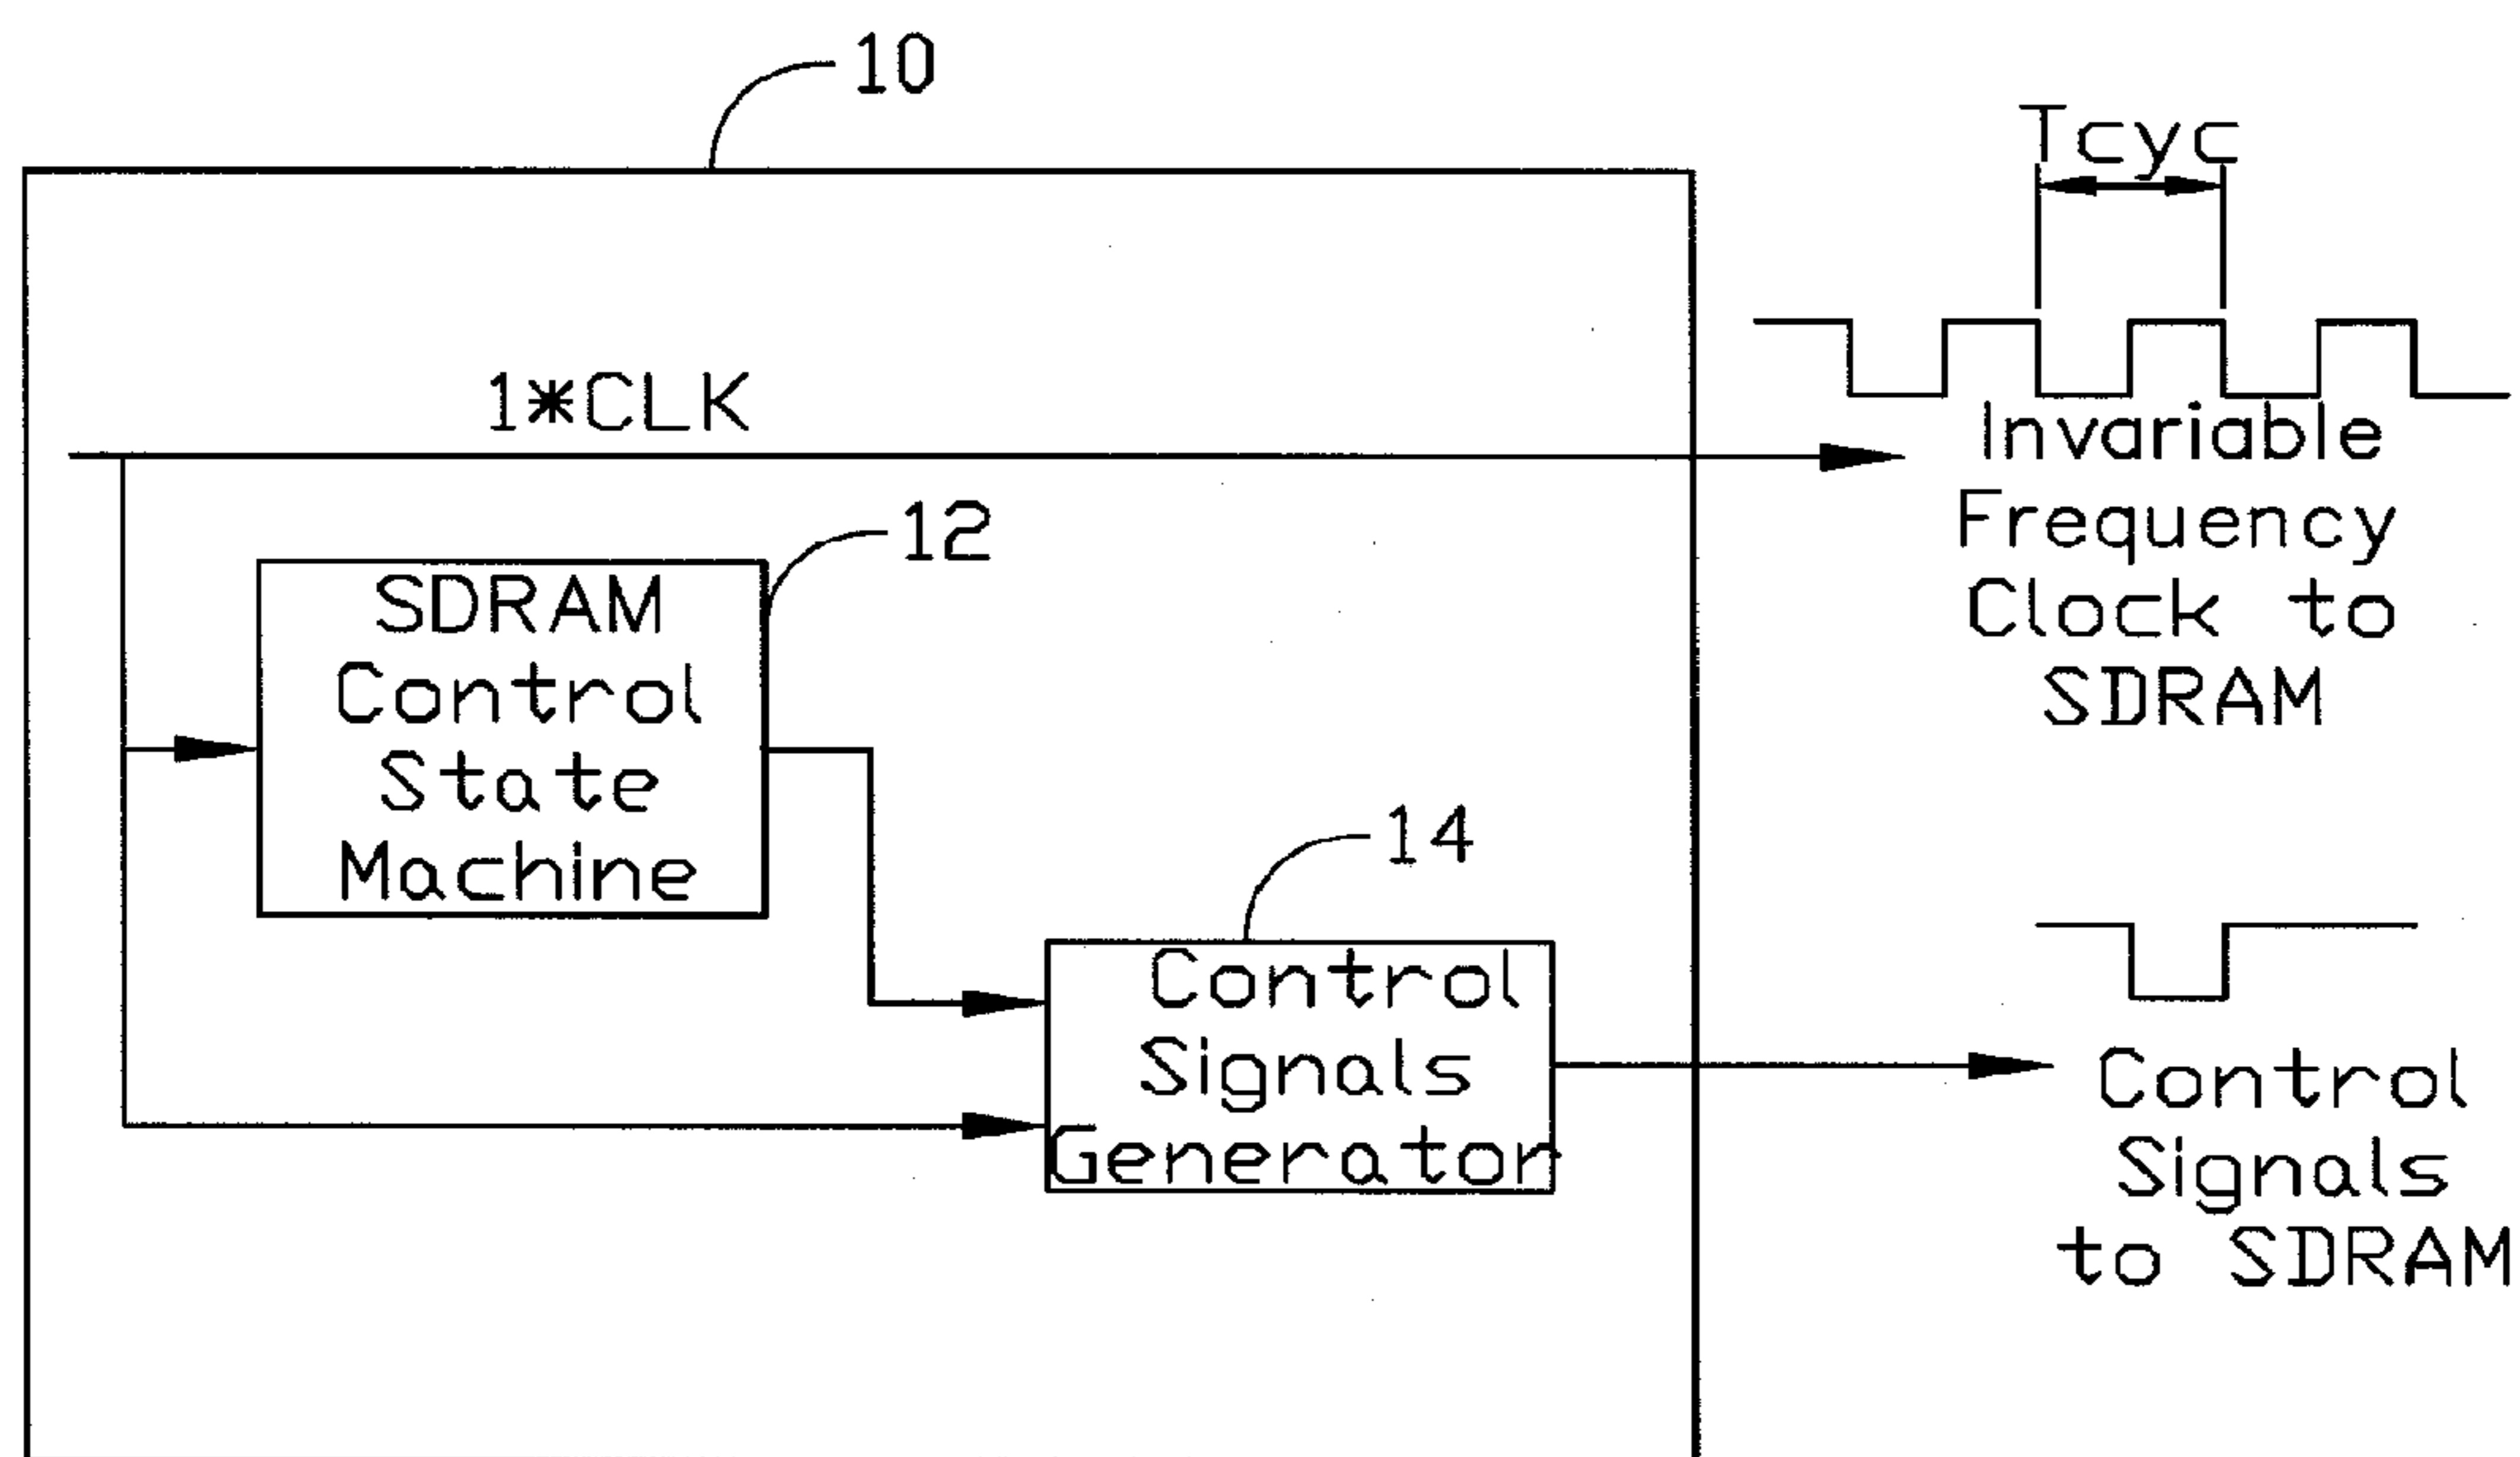 10
Tcyc
1*CLK
Invariable
Frequency
Clock to
SDRAM
12
SDRAM
Control
State
Machine
14
Control
Signals
Generator
Control
Signals
to SDRAM